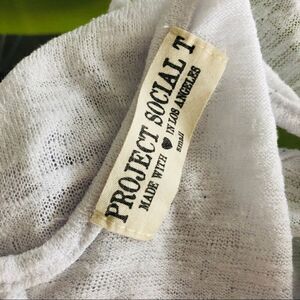 PROJECT SOCIAL T
MADE WITH ♥ IN LOS ANGELES
small